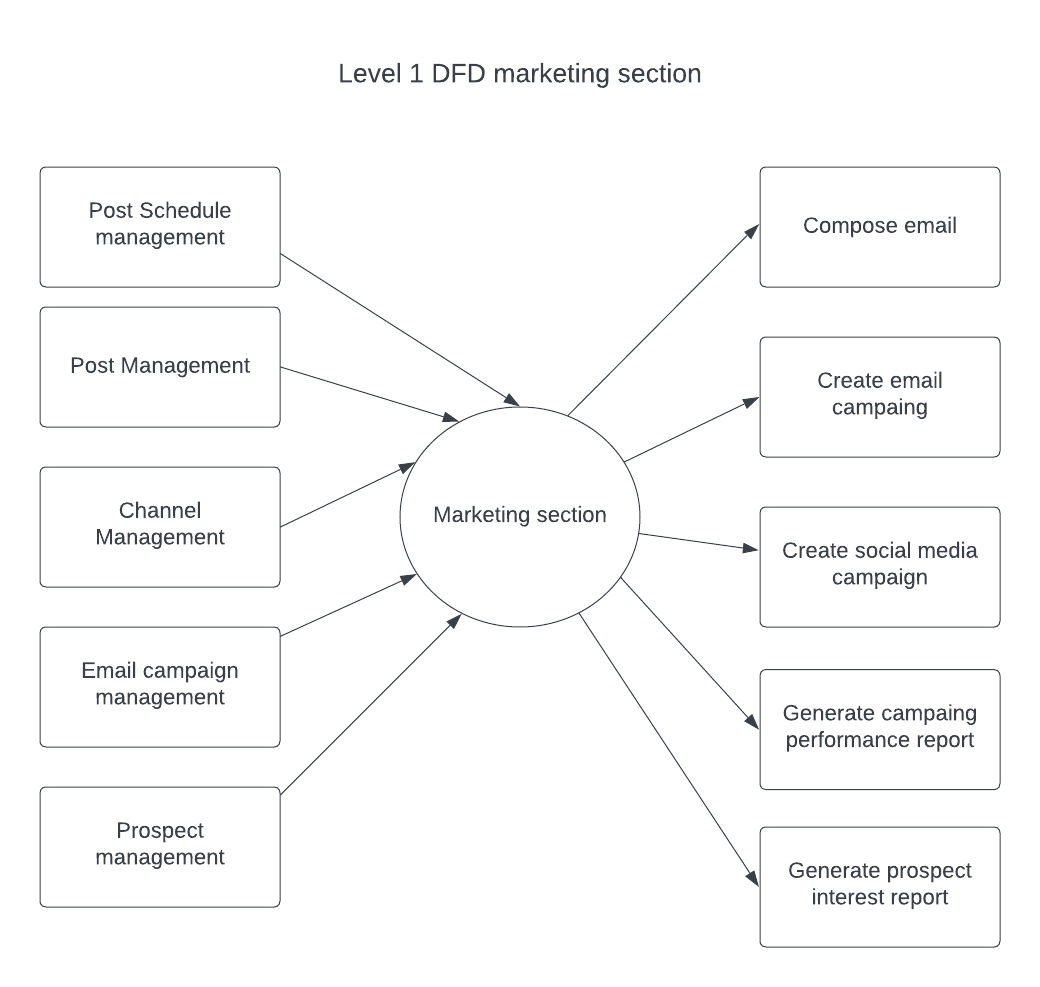 Level 1 DFD marketing section
Post Schedule
management
Post Management
Channel
Management
Email campaign
management
Prospect
management
Marketing section
Compose email
Create email
campaing
Create social media
campaign
Generate campaing
performance report
Generate prospect
interest report